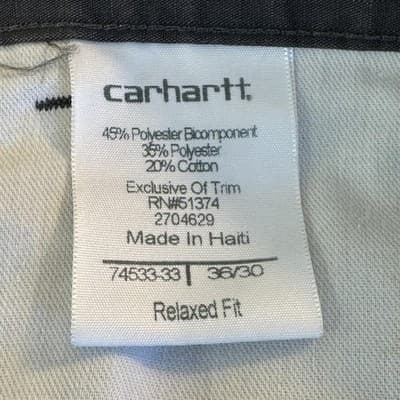 carhartt.
45% Polyester Bicomponent
35% Polyester
20% Cotton
Exclusive Of Trim
RN#51374
2704629
Made In Haiti
74533-33 | 36/30
Relaxed Fit